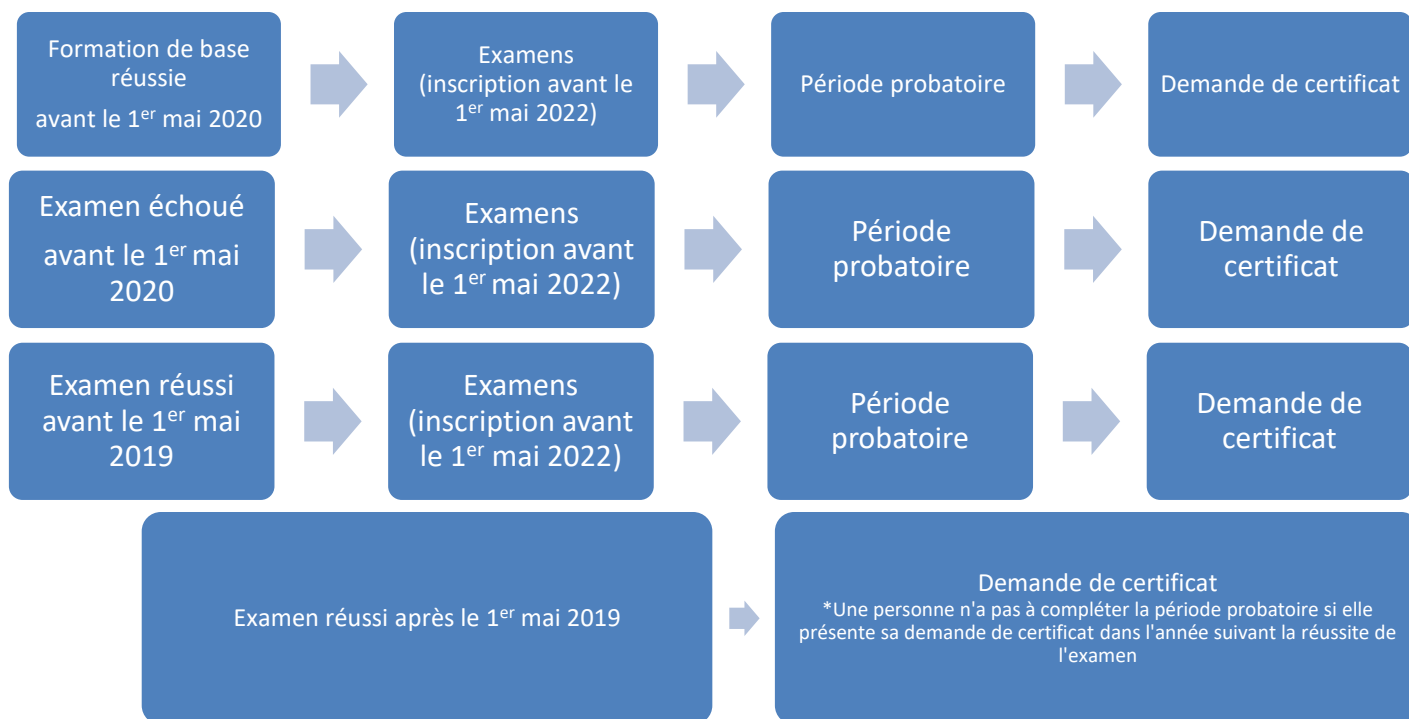 Formation de base
réussie
avant le 1er mai 2020
Examens
(inscription avant le
1er mai 2022)
Période probatoire
Demande de certificat
Examen échoué
avant le 1er mai
2020
Examens
(inscription avant
le 1er mai 2022)
Période
probatoire
Demande de
certificat
Examen réussi
avant le 1er mai
2019
Examens
(inscription avant
le 1er mai 2022)
Période
probatoire
Demande de
certificat
Examen réussi après le 1er mai 2019
Demande de certificat
*Une personne n'a pas à compléter la période probatoire si elle
présente sa demande de certificat dans l'année suivant la réussite de
l'examen